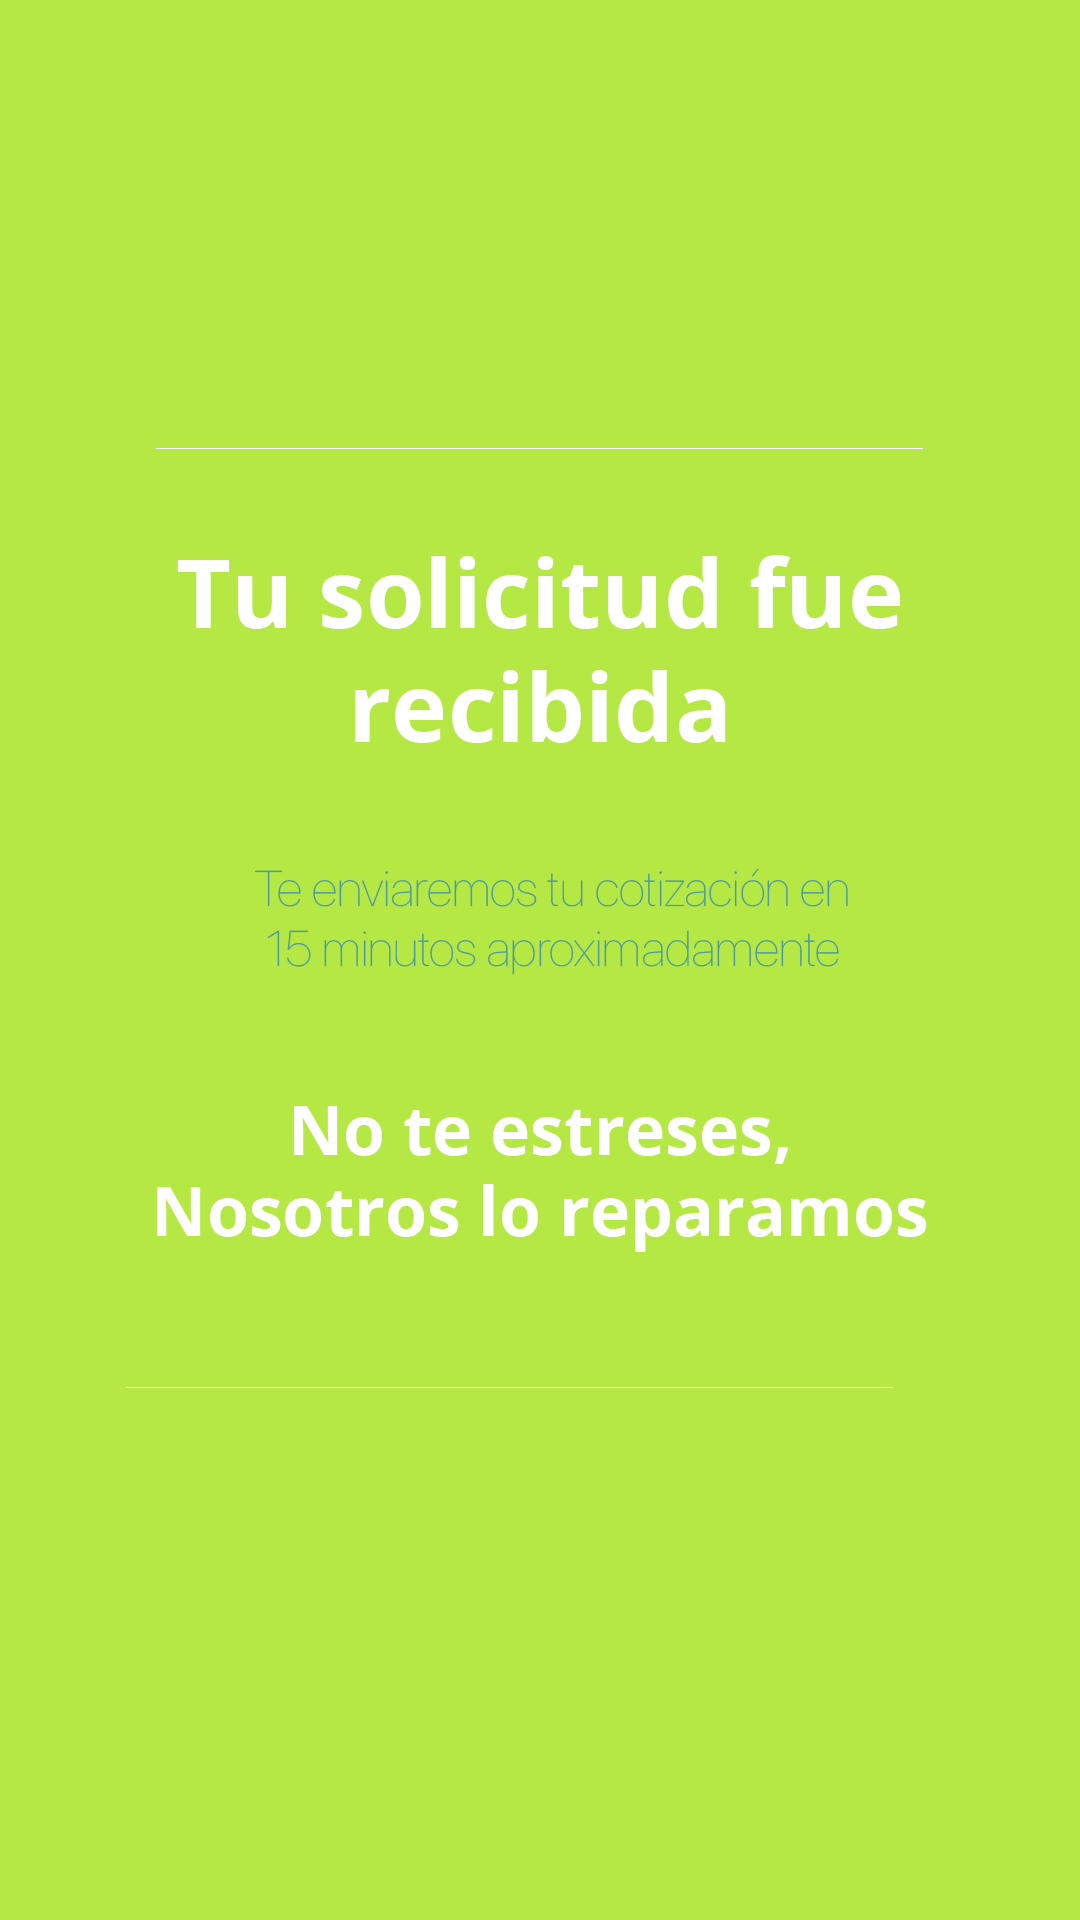 Tu solicitud fue
recibida
Te enviaremos tu cotización en
15 minutos aproximadamente
No te estreses,
Nosotros lo reparamos